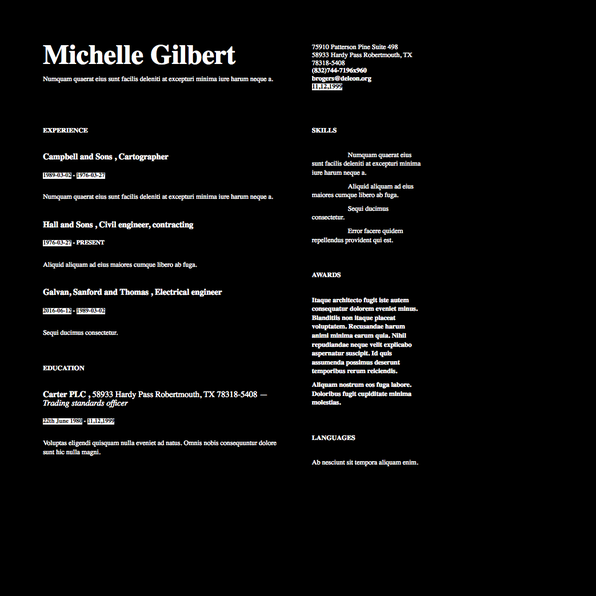 Michelle Gilbert
Numquam quaerat eius sunt facilis deleniti at excepturi minima iure harum neque a.
75910 Patterson Pine Suite 498
58933 Hardy Pass Robertmouth, TX
78318-5408
(832)744-7196x960
brogers@deleon.org
11.12.1999
EXPERIENCE
Campbell and Sons , Cartographer
1989-03-02 - 1976-03-27
Numquam quaerat eius sunt facilis deleniti at excepturi minima iure harum neque a.
Hall and Sons , Civil engineer, contracting
1976-03-27 - PRESENT
Aliquid aliquam ad eius maiores cumque libero ab fuga.
Galvan, Sanford and Thomas , Electrical engineer
2016-06-12 - 1989-03-02
Sequi ducimus consectetur.
EDUCATION
Carter PLC , 58933 Hardy Pass Robertmouth, TX 78318-5408 —
Trading standards officer
22th June 1980 - 11.12.1999
Voluptas eligendi quisquam nulla eveniet ad natus. Omnis nobis consequuntur dolore
sunt hic nulla magni.
SKILLS
Numquam quaerat eius
sunt facilis deleniti at excepturi minima
iure harum neque a.
Aliquid aliquam ad eius
maiores cumque libero ab fuga.
Sequi ducimus
consectetur.
Error facere quidem
repellendus provident qui est.
AWARDS
Itaque architecto fugit iste autem
consequatur dolorem eveniet minus.
Blanditiis non itaque placeat
voluptatem. Recusandae harum
animi minima earum quia. Nihil
repudiandae neque velit explicabo
aspernatur suscipit. Id quis
assumenda possimus deserunt
temporibus rerum reiciendis.
Aliquam nostrum eos fuga labore.
Doloribus fugit cupiditate minima
molestias.
LANGUAGES
Ab nesciunt sit tempora aliquam enim.